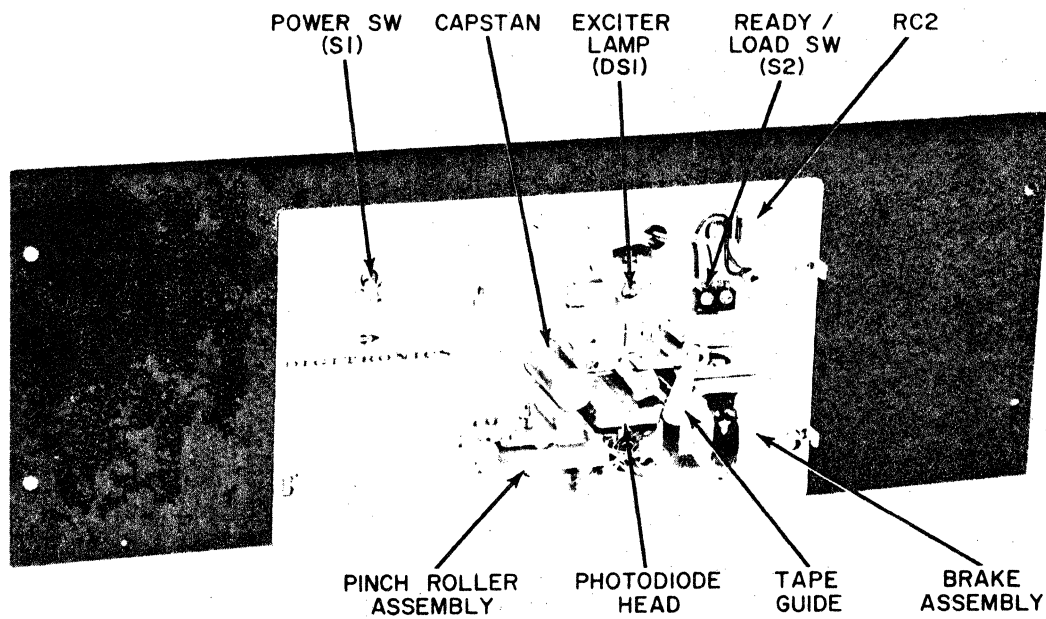 POWER SW CAPSTAN EXCITER READY / RC2
(S1) LAMP LOAD SW
(DS1) (S2)
DIGITRONICS
PINCH ROLLER PHOTODIODE TAPE BRAKE
ASSEMBLY HEAD GUIDE ASSEMBLY